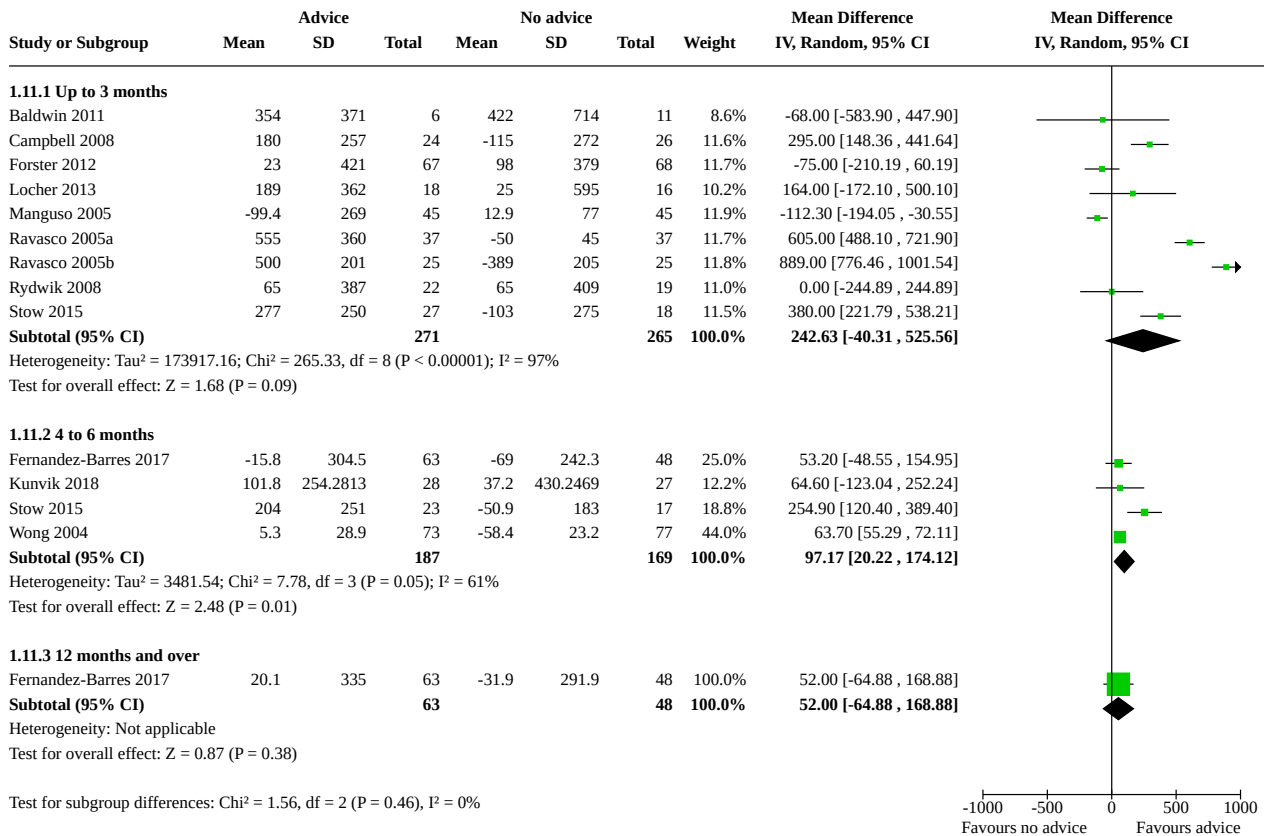 Advice No advice Mean Difference Mean Difference
Study or Subgroup Mean SD Total Mean SD Total Weight IV, Random, 95% CI IV, Random, 95% CI
1.11.1 Up to 3 months
Baldwin 2011 354 371 6 422 714 11 8.6% -68.00 [-583.90 , 447.90]
Campbell 2008 180 257 24 -115 272 26 11.6% 295.00 [148.36 , 441.64]
Forster 2012 23 421 67 98 379 68 11.7% -75.00 [-210.19 , 60.19]
Locher 2013 189 362 18 25 595 16 10.2% 164.00 [-172.10 , 500.10]
Manguso 2005 -99.4 269 45 12.9 77 45 11.9% -112.30 [-194.05 , -30.55]
Ravasco 2005a 555 360 37 -50 45 37 11.7% 605.00 [488.10 , 721.90]
Ravasco 2005b 500 201 25 -389 205 25 11.8% 889.00 [776.46 , 1001.54]
Rydwik 2008 65 387 22 65 409 19 11.0% 0.00 [-244.89 , 244.89]
Stow 2015 277 250 27 -103 275 18 11.5% 380.00 [221.79 , 538.21]
Subtotal (95% CI) 271 265 100.0% 242.63 [-40.31 , 525.56]
Heterogeneity: Tau² = 173917.16; Chi² = 265.33, df = 8 (P < 0.00001); I² = 97%
Test for overall effect: Z = 1.68 (P = 0.09)
1.11.2 4 to 6 months
Fernandez-Barres 2017 -15.8 304.5 63 -69 242.3 48 25.0% 53.20 [-48.55 , 154.95]
Kunvik 2018 101.8 254.2813 28 37.2 430.2469 27 12.2% 64.60 [-123.04 , 252.24]
Stow 2015 204 251 23 -50.9 183 17 18.8% 254.90 [120.40 , 389.40]
Wong 2004 5.3 28.9 73 -58.4 23.2 77 44.0% 63.70 [55.29 , 72.11]
Subtotal (95% CI) 187 169 100.0% 97.17 [20.22 , 174.12]
Heterogeneity: Tau² = 3481.54; Chi² = 7.78, df = 3 (P = 0.05); I² = 61%
Test for overall effect: Z = 2.48 (P = 0.01)
1.11.3 12 months and over
Fernandez-Barres 2017 20.1 335 63 -31.9 291.9 48 100.0% 52.00 [-64.88 , 168.88]
Subtotal (95% CI) 63 48 100.0% 52.00 [-64.88 , 168.88]
Heterogeneity: Not applicable
Test for overall effect: Z = 0.87 (P = 0.38)
Test for subgroup differences: Chi² = 1.56, df = 2 (P = 0.46), I² = 0%
-1000 -500 0 500 1000
Favours no advice Favours advice